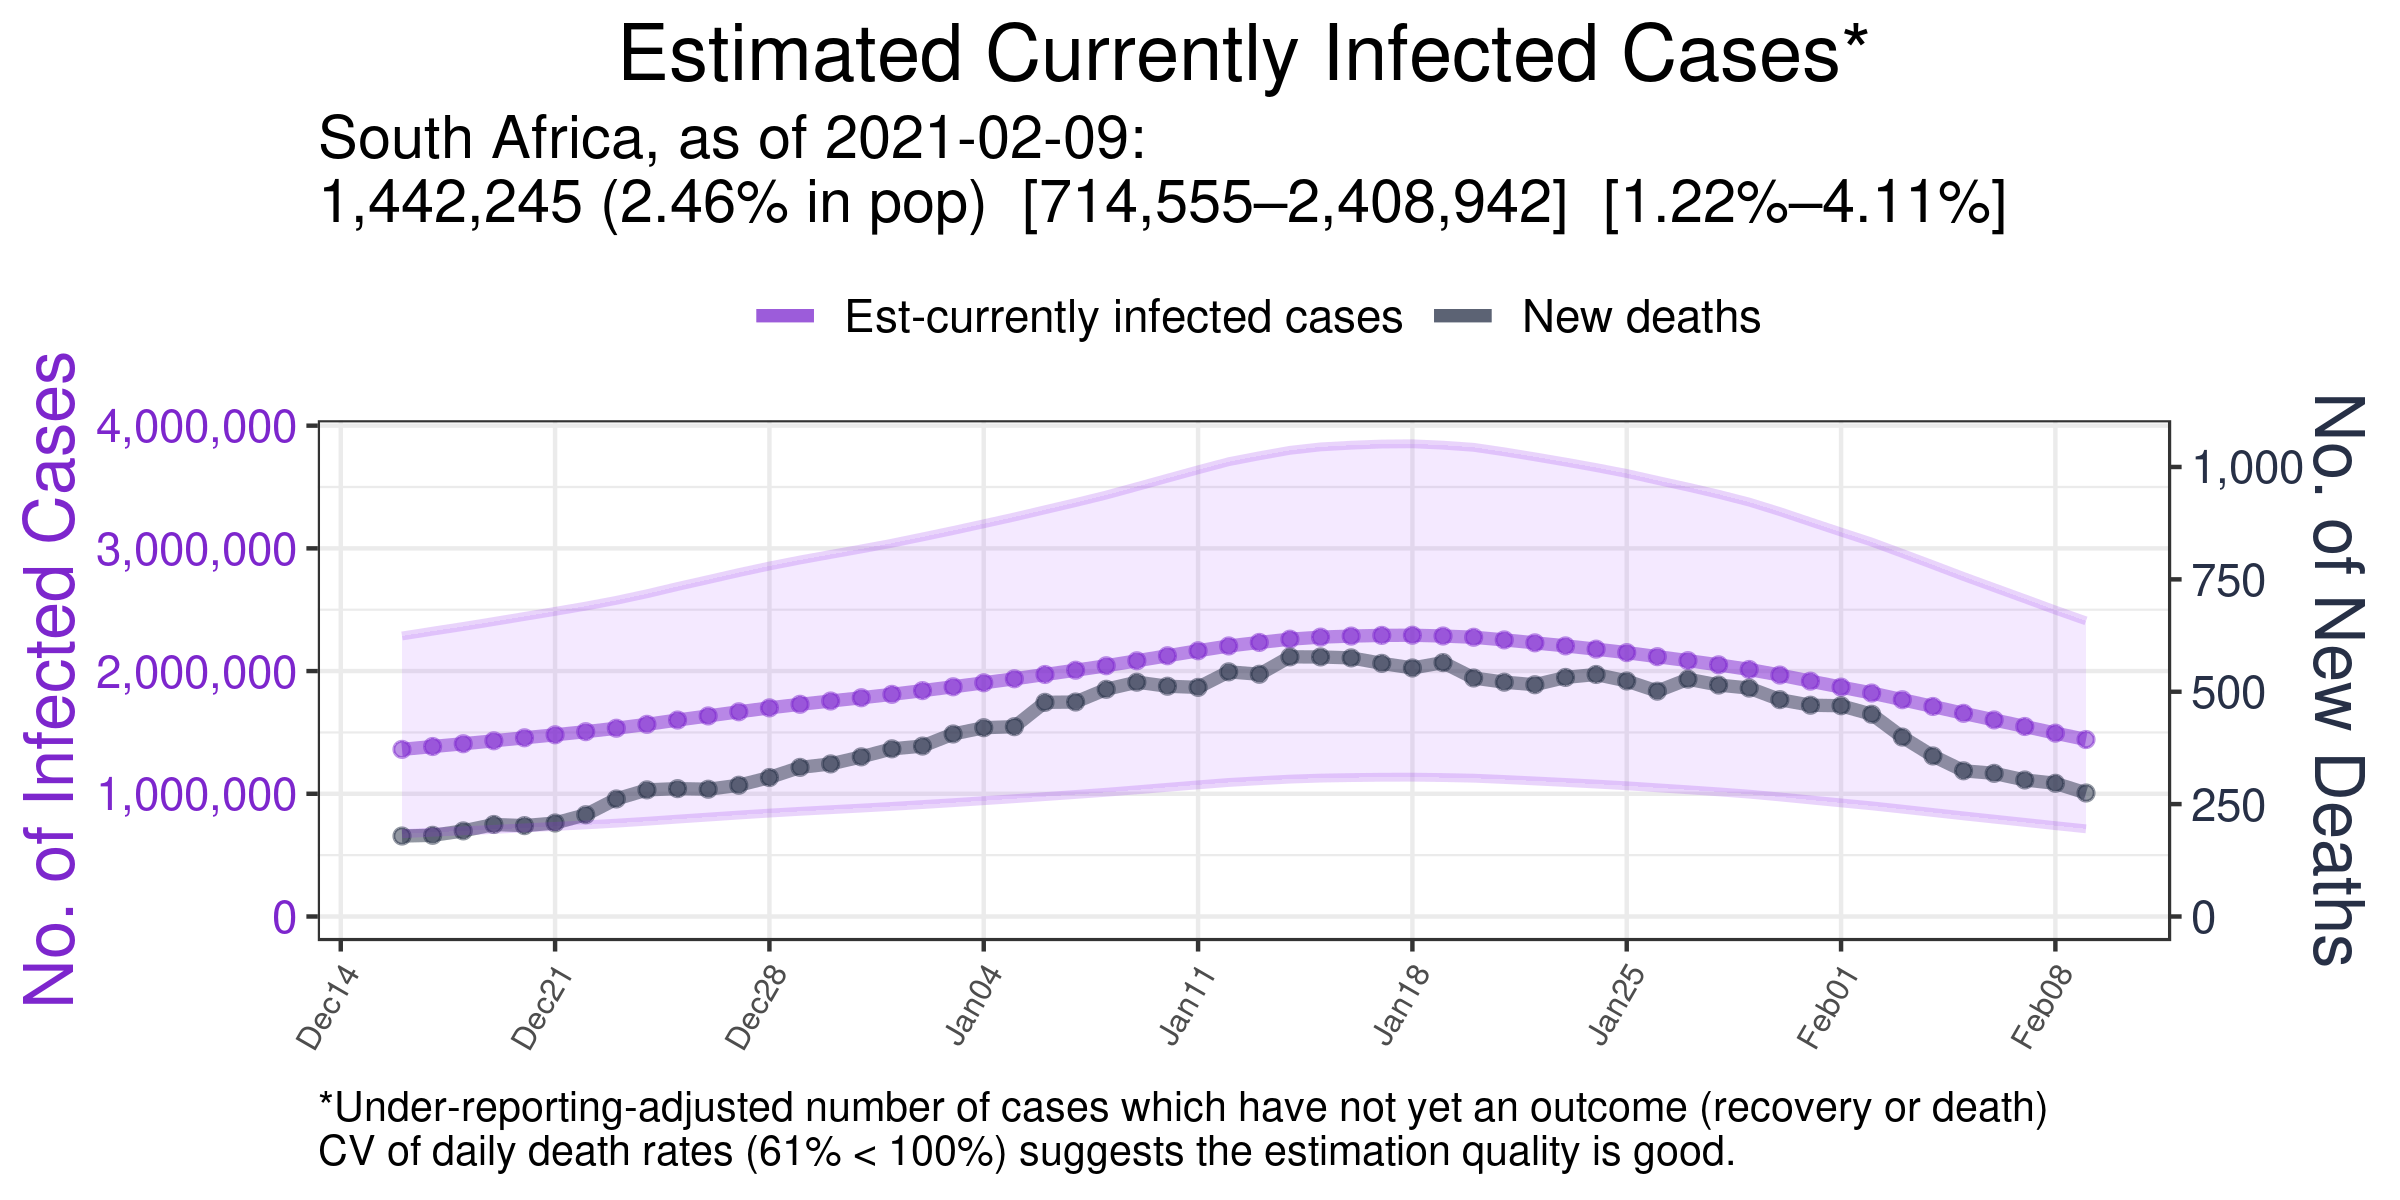 Estimated Currently Infected Cases*
South Africa, as of 2021-02-09:
1,442,245 (2.46% in pop) [714,555–2,408,942] [1.22%–4.11%]
Est-currently infected cases
New deaths
No. of Infected Cases
4,000,000
3,000,000
2,000,000
1,000,000
0
1,000
750
500
250
0
No. of New Deaths
Dec14
Dec21
Dec28
Jan04
Jan11
Jan18
Jan25
Feb01
Feb08
*Under-reporting-adjusted number of cases which have not yet an outcome (recovery or death)
CV of daily death rates (61% < 100%) suggests the estimation quality is good.